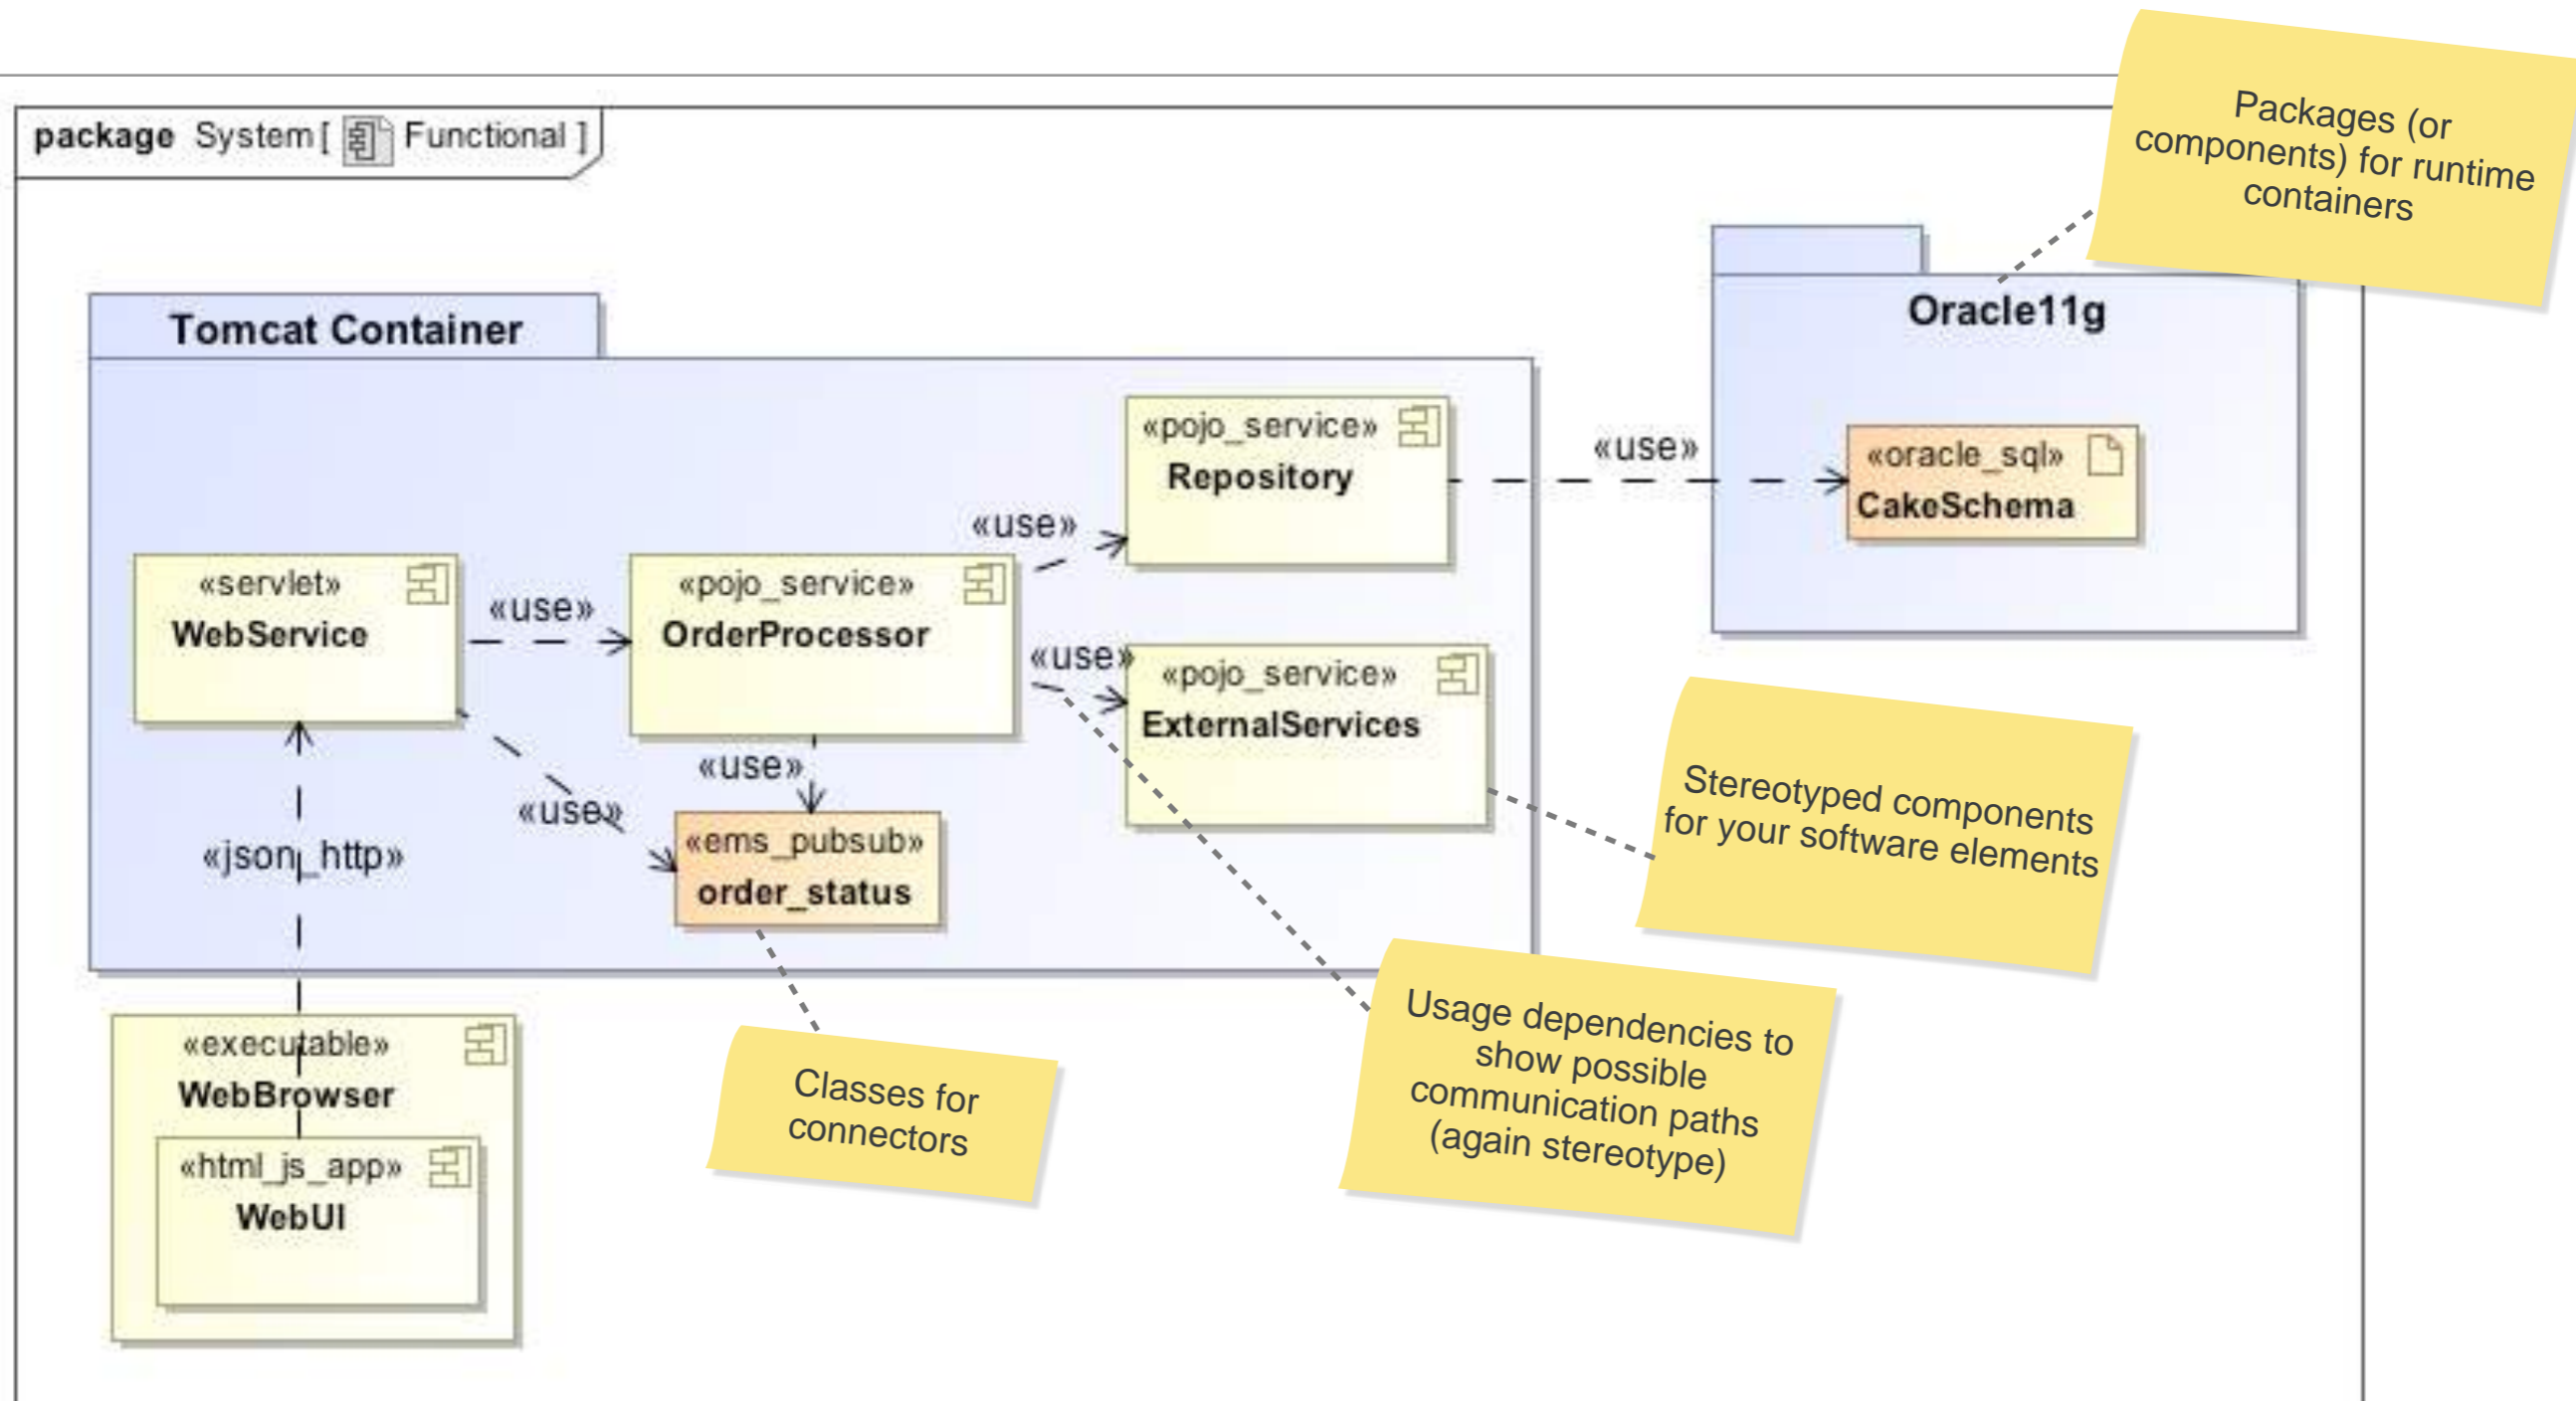 package System [ Functional ]
Packages (or
components) for runtime
containers
Tomcat Container
Oracle11g
«pojo_service»
Repository
«use»
«oracle_sql»
CakeSchema
«use»
«servlet»
WebService
«use»
«pojo_service»
OrderProcessor
«use»
«pojo_service»
ExternalServices
«use»
«use»
«json_http»
«ems_pubsub»
order_status
Stereotyped components
for your software elements
«executable»
WebBrowser
«html_js_app»
WebUI
Classes for
connectors
Usage dependencies to
show possible
communication paths
(again stereotype)